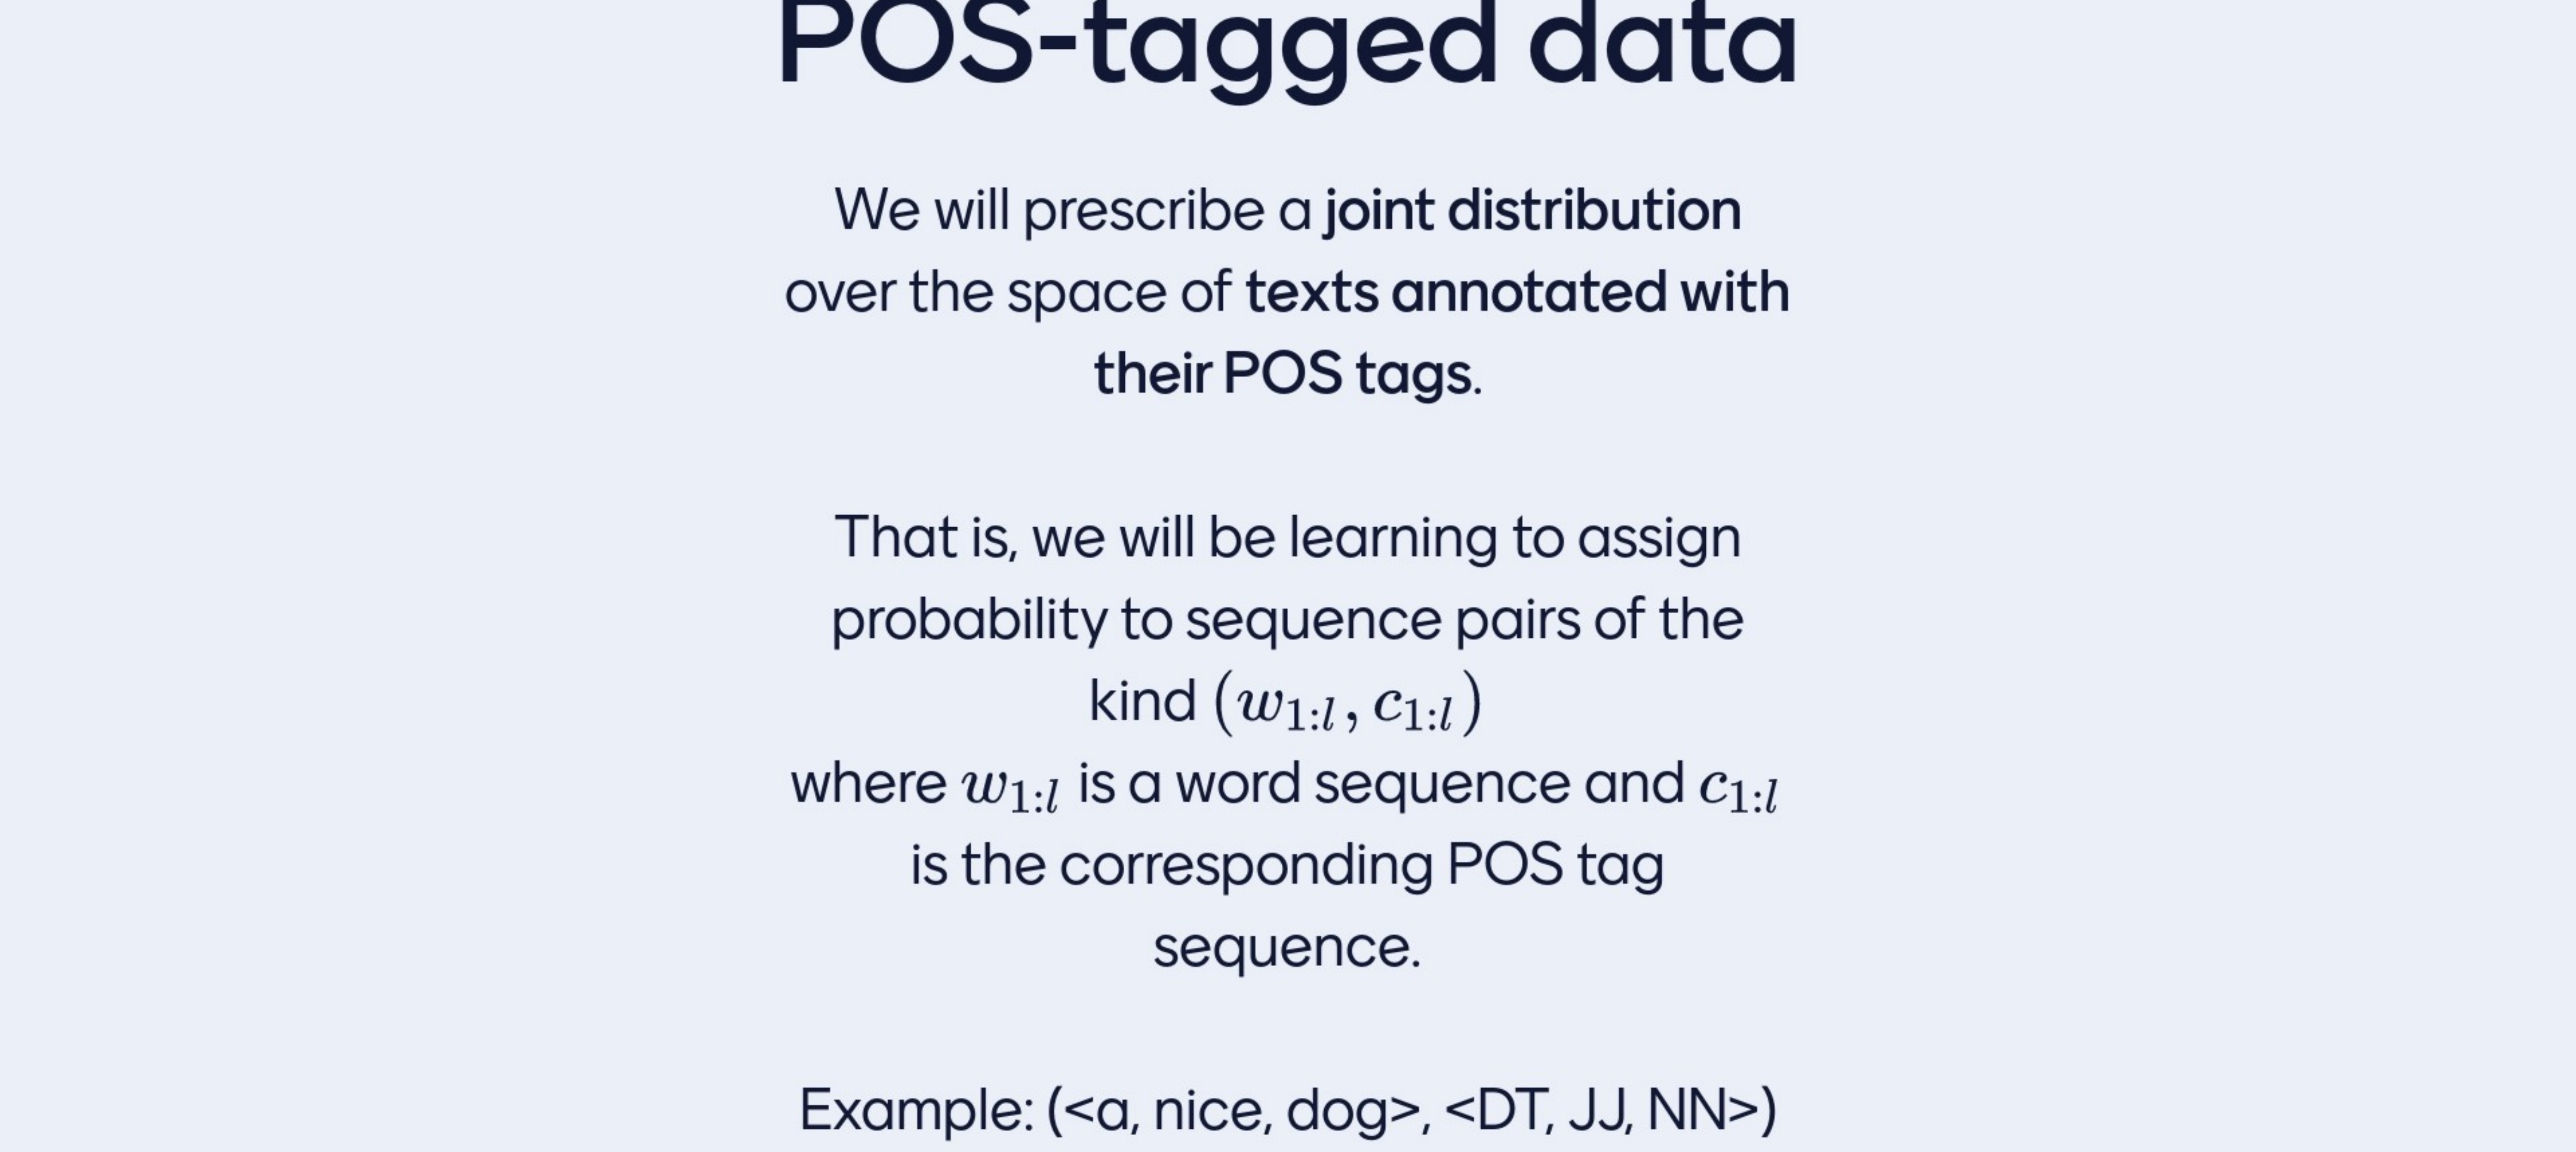 POS-tagged data
We will prescribe a joint distribution
over the space of texts annotated with
their POS tags.
That is, we will be learning to assign
probability to sequence pairs of the
kind (w_{1:l}, c_{1:l})
where w_{1:l} is a word sequence and c_{1:l}
is the corresponding POS tag
sequence.
Example: (<a, nice, dog>, <DT, JJ, NN>)